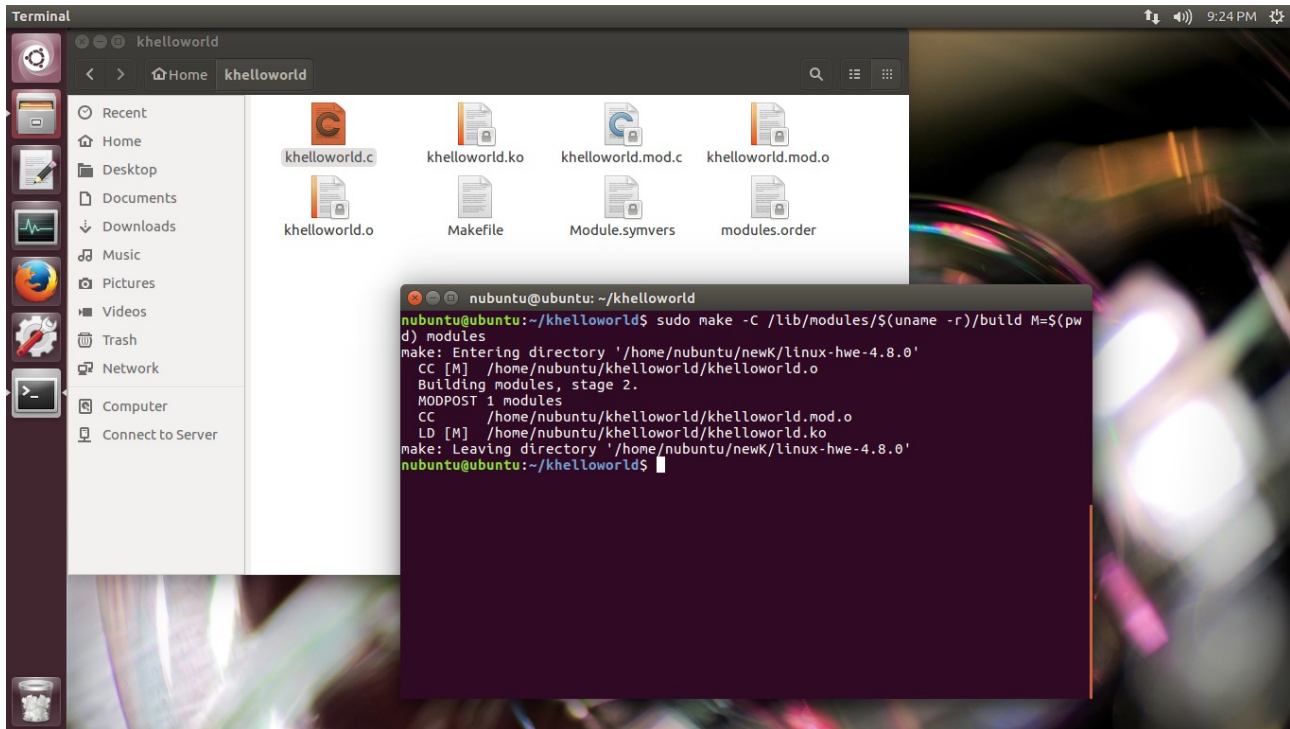 Terminal
9:24 PM
khelloworld
Home khelloworld
Recent
Home
Desktop
Documents
Downloads
Music
Pictures
Videos
Trash
Network
Computer
Connect to Server
khelloworld.c khelloworld.ko khelloworld.mod.c khelloworld.mod.o
khelloworld.o Makefile Module.symvers modules.order
nubuntu@ubuntu: ~/khelloworld
nubuntu@ubuntu:~/khelloworld$ sudo make -C /lib/modules/$(uname -r)/build M=$(pw
d) modules
make: Entering directory '/home/nubuntu/newK/linux-hwe-4.8.0'
CC [M] /home/nubuntu/khelloworld/khelloworld.o
Building modules, stage 2.
MODPOST 1 modules
CC /home/nubuntu/khelloworld/khelloworld.mod.o
LD [M] /home/nubuntu/khelloworld/khelloworld.ko
make: Leaving directory '/home/nubuntu/newK/linux-hwe-4.8.0'
nubuntu@ubuntu:~/khelloworld$